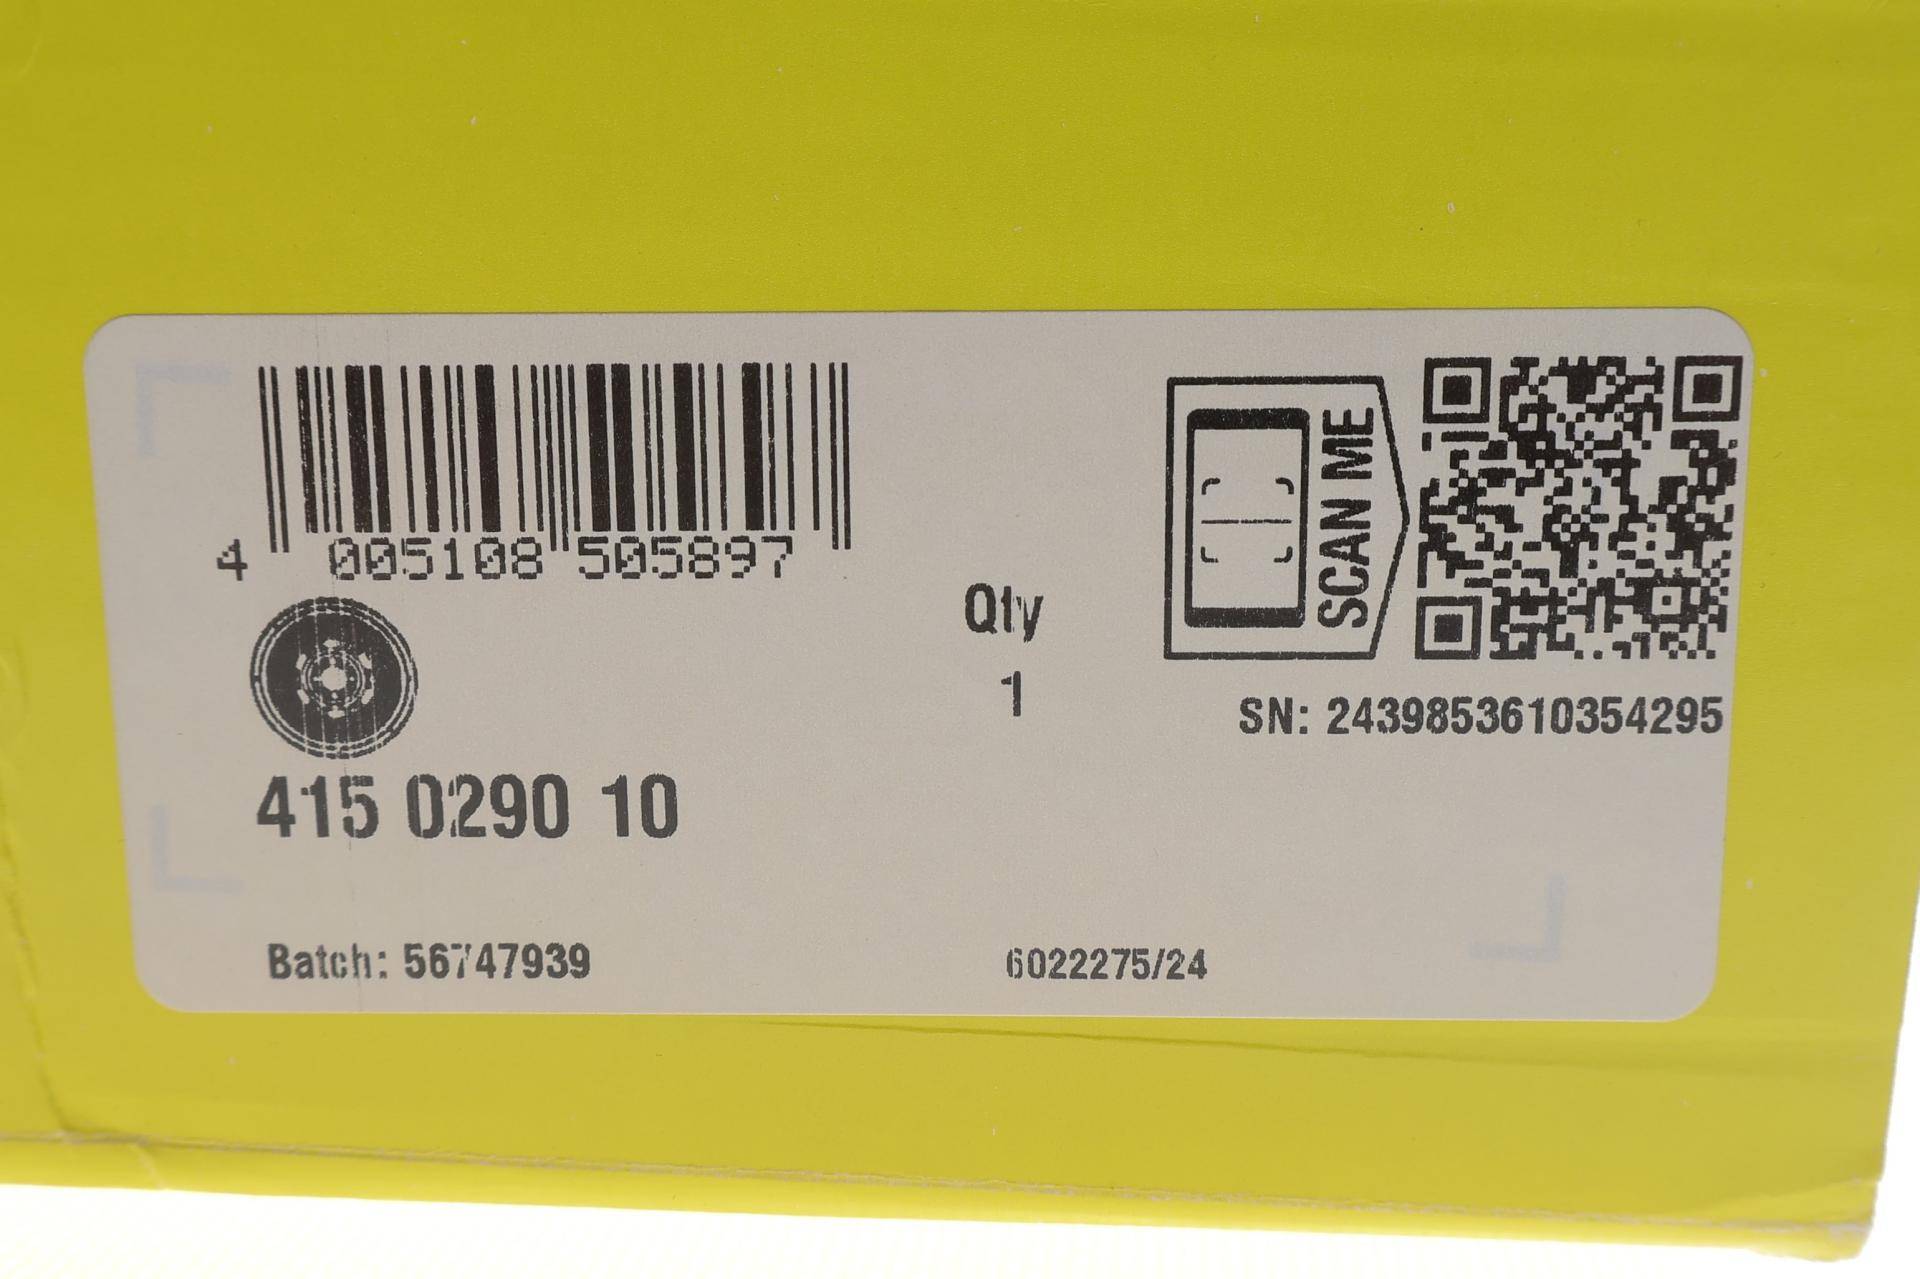 4 005108 505897
SCAN ME
Qty
1
SN: 2439853610354295
415 0290 10
Batch: 56747939
6022275/24